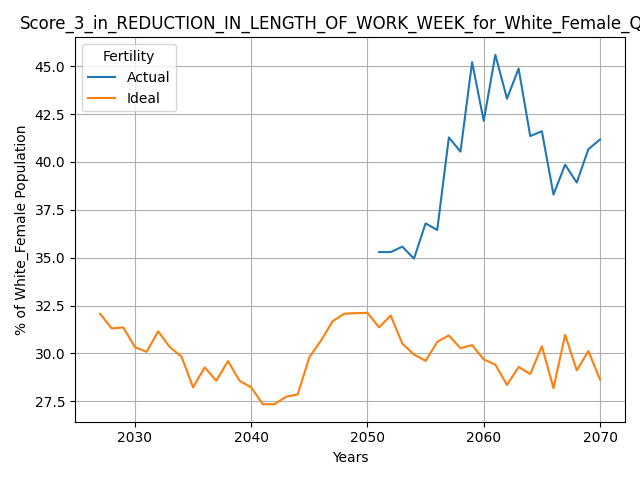 Score_3_in_REDUCTION_IN_LENGTH_OF_WORK_WEEK_for_White_Female_Q
Fertility
Actual
Ideal
45.0
42.5
40.0
37.5
35.0
32.5
30.0
27.5
% of White_Female Population
2030
2040
2050
2060
2070
Years